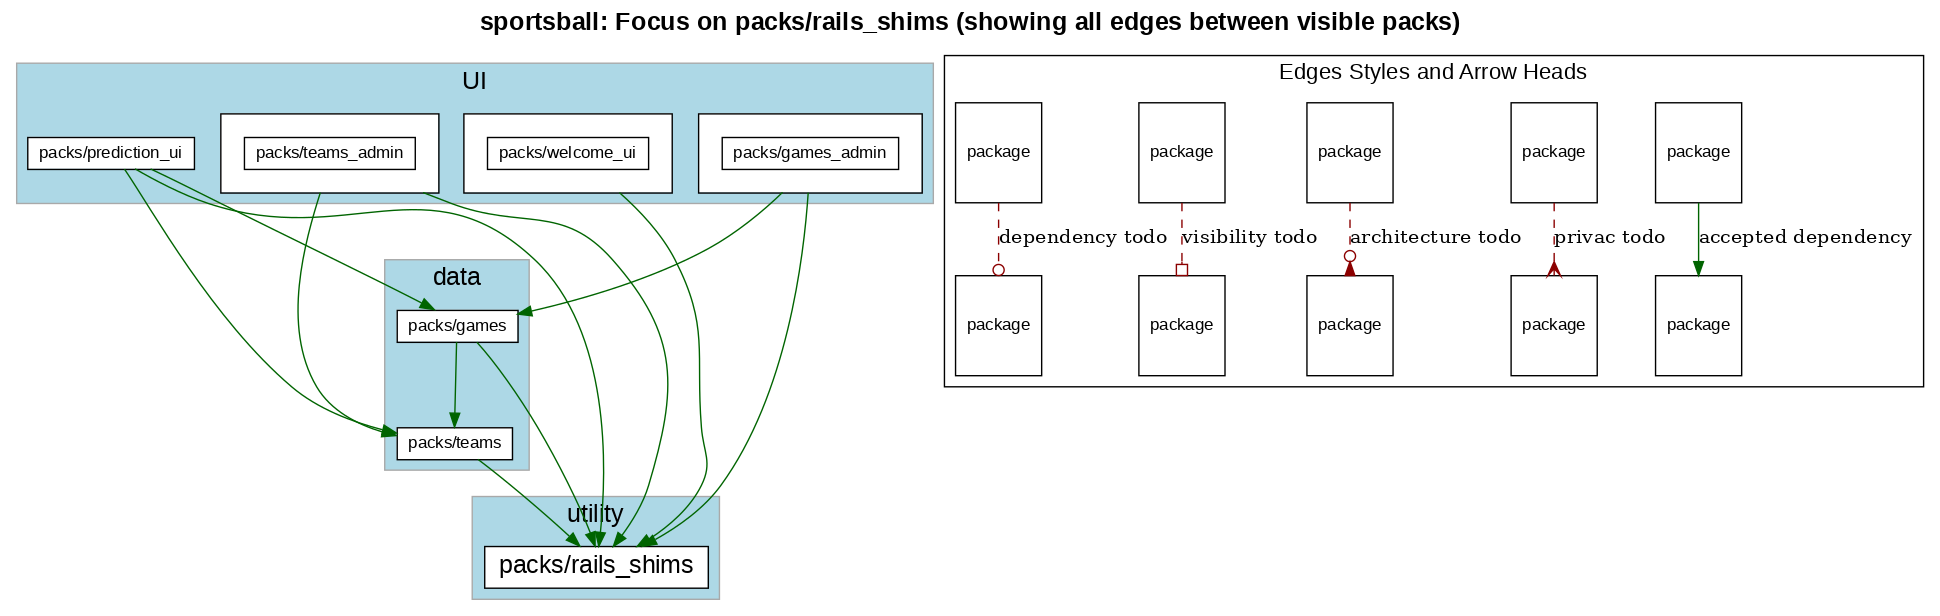 sportsball: Focus on packs/rails_shims (showing all edges between visible packs)
UI
packs/prediction_ui
packs/teams_admin
packs/welcome_ui
packs/games_admin
data
packs/games
packs/teams
utility
packs/rails_shims
Edges Styles and Arrow Heads
package
package
package
package
package
dependency todo
visibility todo
architecture todo
privac todo
accepted dependency
package
package
package
package
package